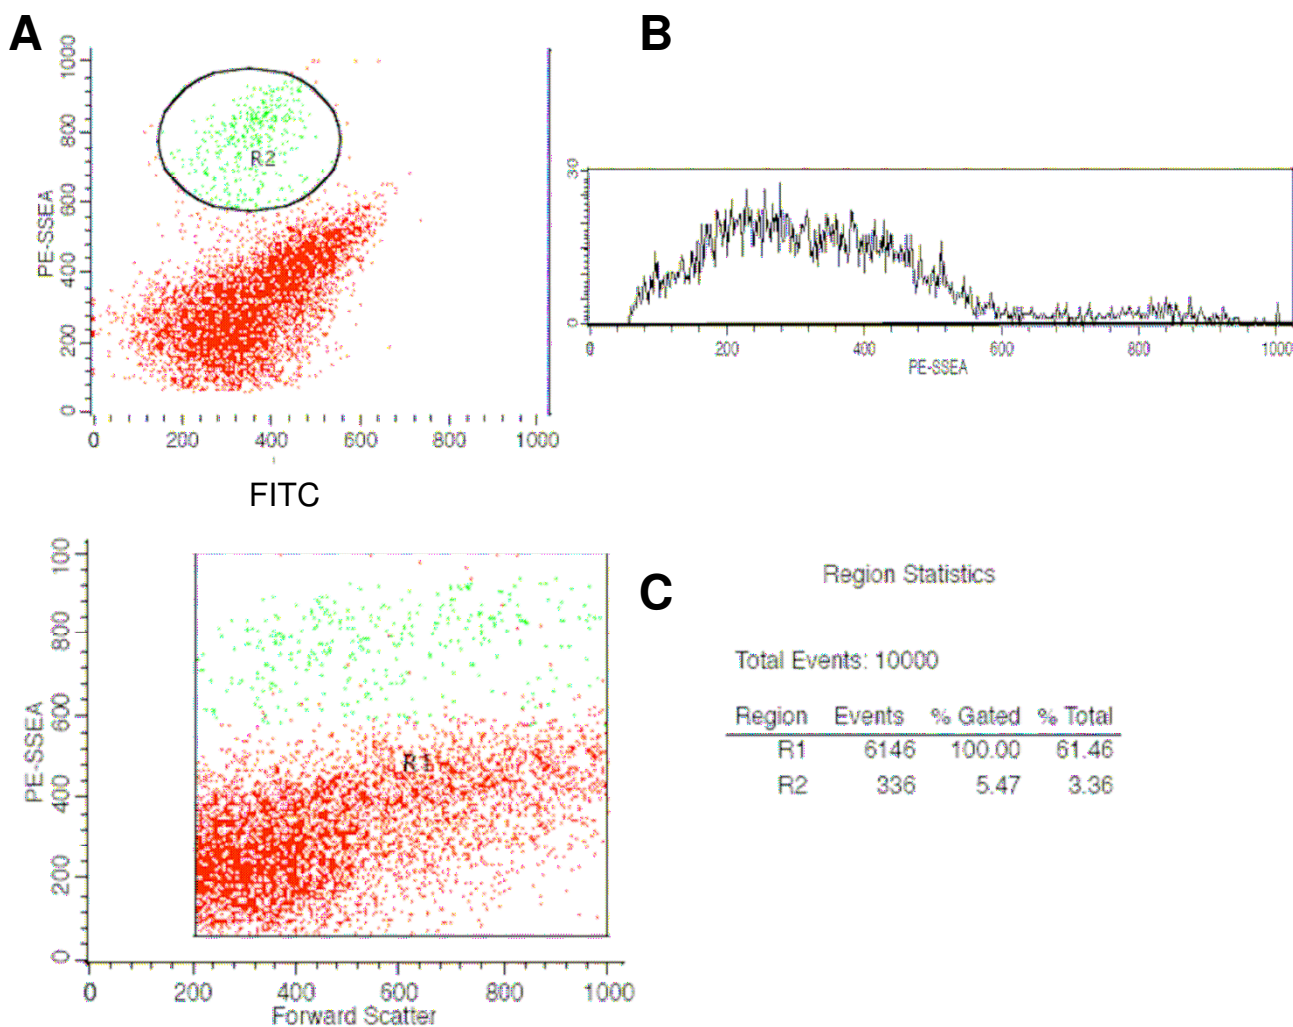 A
1000
800
600
400
200
0
PE-SSEA
R2
0 200 400 600 800 1000
FITC
B
30
0
0 200 400 600 800 1000
PE-SSEA
100
800
600
400
200
0
PE-SSEA
R1
0 200 400 600 800 1000
Forward Scatter
C
Region Statistics
Total Events: 10000
Region Events % Gated % Total
R1 6146 100.00 61.46
R2 336 5.47 3.36